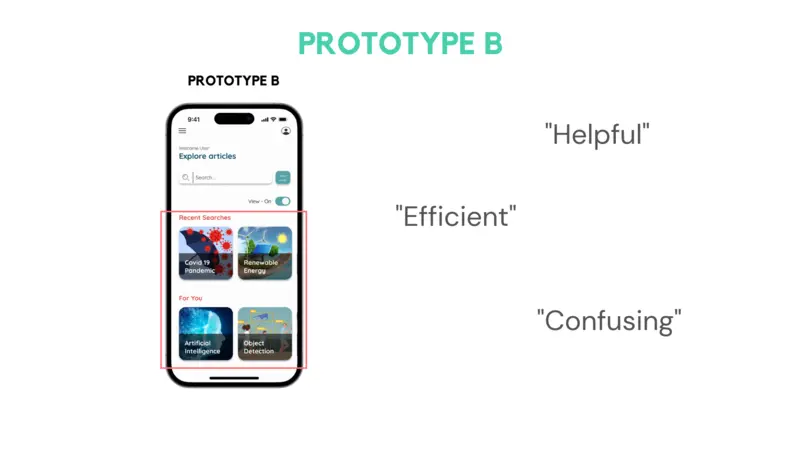 PROTOTYPE B
PROTOTYPE B
9:41
Welcome User
Explore articles
Search...
View - On
Recent Searches
Covid 19
Pandemic
Renewable
Energy
For You
Artificial
Intelligence
Object
Detection
"Helpful"
"Efficient"
"Confusing"